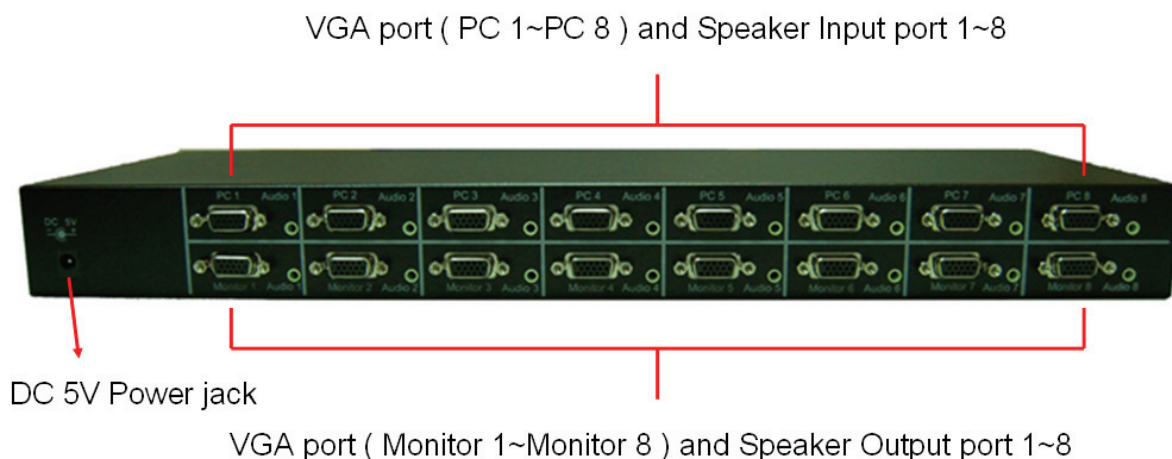 VGA port ( PC 1~PC 8 ) and Speaker Input port 1~8
PC 1 Audio 1 PC 2 Audio 2 PC 3 Audio 3 PC 4 Audio 4 PC 5 Audio 5 PC 6 Audio 6 PC 7 Audio 7 PC 8 Audio 8
DC 5V
Monitor 1 Audio 1 Monitor 2 Audio 2 Monitor 3 Audio 3 Monitor 4 Audio 4 Monitor 5 Audio 5 Monitor 6 Audio 6 Monitor 7 Audio 7 Monitor 8 Audio 8
DC 5V Power jack
VGA port ( Monitor 1~Monitor 8 ) and Speaker Output port 1~8